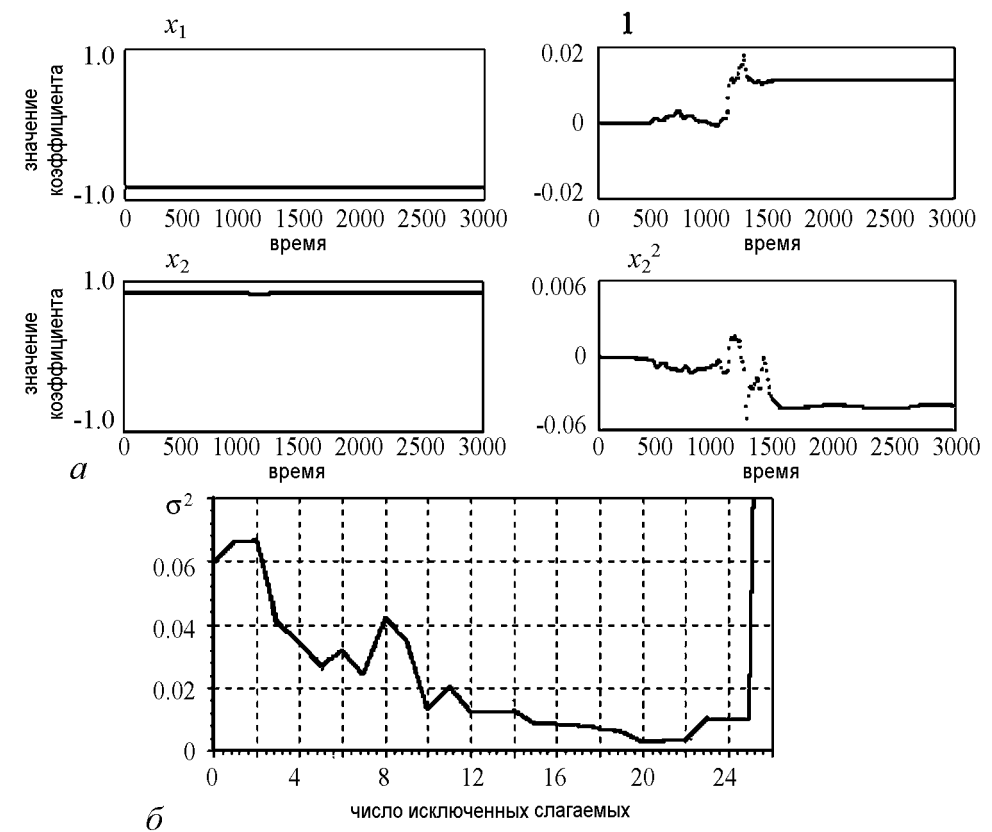 x₁
1.0
значение коэффициента
-1.0
0 500 1000 1500 2000 2500 3000
время
1
0.02
0
-0.02
0 500 1000 1500 2000 2500 3000
время
x₂
1.0
значение коэффициента
-1.0
0 500 1000 1500 2000 2500 3000
время
x₂²
0.006
0
-0.06
0 500 1000 1500 2000 2500 3000
время
а
σ²
0.06
0.04
0.02
0
0 4 8 12 16 20 24
число исключенных слагаемых
б